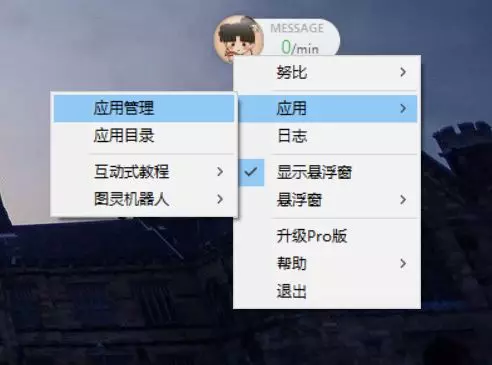 MESSAGE
0/min
努比
应用
日志
显示悬浮窗
悬浮窗
升级Pro版
帮助
退出
应用管理
应用目录
互动式教程
图灵机器人